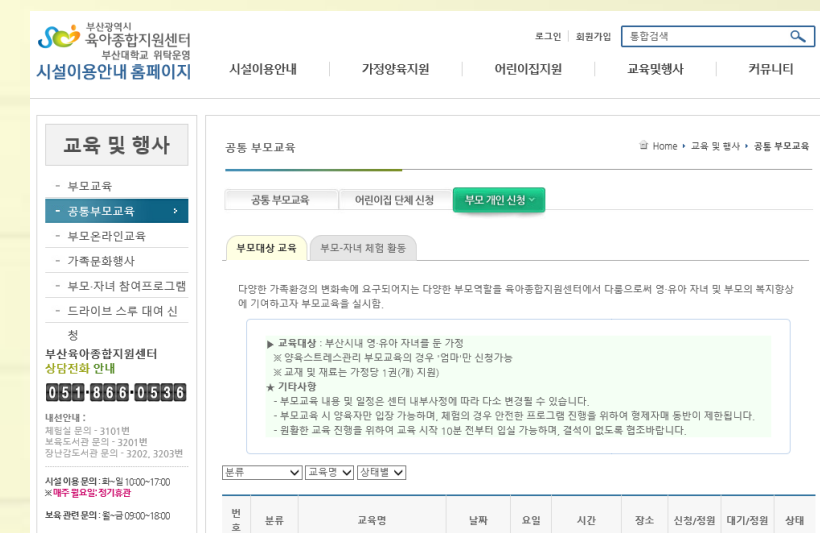 부산광역시
육아종합지원센터
부산대학교 위탁운영
시설이용안내 홈페이지
로그인 회원가입 통합검색
시설이용안내 가정양육지원 어린이집지원 교육및행사 커뮤니티
교육 및 행사
- 부모교육
- 공통부모교육
- 부모온라인교육
- 가족문화행사
- 부모·자녀 참여프로그램
- 드라이브 스루 대여 신
청
부산육아종합지원센터
상담전화 안내
051·866·0536
내선안내 :
체험실 문의 - 3101번
보육도서관 문의 - 3201번
장난감도서관 문의 - 3202, 3203번
시설 이용 문의 : 화~일 10:00~17:00
※ 매주 월요일: 정기휴관
보육 관련 문의 : 월~금 09:00~18:00
공통 부모교육
Home 교육 및 행사 공통 부모교육
공통 부모교육 어린이집 단체 신청 부모 개인 신청
부모대상 교육 부모-자녀 체험 활동
다양한 가족환경의 변화속에 요구되어지는 다양한 부모역할을 육아종합지원센터에서 다룸으로써 영·유아 자녀 및 부모의 복지향상
에 기여하고자 부모교육을 실시함.
▶ 교육대상 : 부산시내 영·유아 자녀를 둔 가정
※ 양육스트레스관리 부모교육의 경우 '엄마'만 신청가능
※ 교재 및 재료는 가정당 1권(개) 지원)
★ 기타사항
- 부모교육 내용 및 일정은 센터 내부사정에 따라 다소 변경될 수 있습니다.
- 부모교육 시 양육자만 입장 가능하며, 체험의 경우 안전한 프로그램 진행을 위하여 형제자매 동반이 제한됩니다.
- 원활한 교육 진행을 위하여 교육 시작 10분 전부터 입실 가능하며, 결석이 없도록 협조바랍니다.
분류 교육명 상태별
번호 분류 교육명 날짜 요일 시간 장소 신청/정원 대기/정원 상태